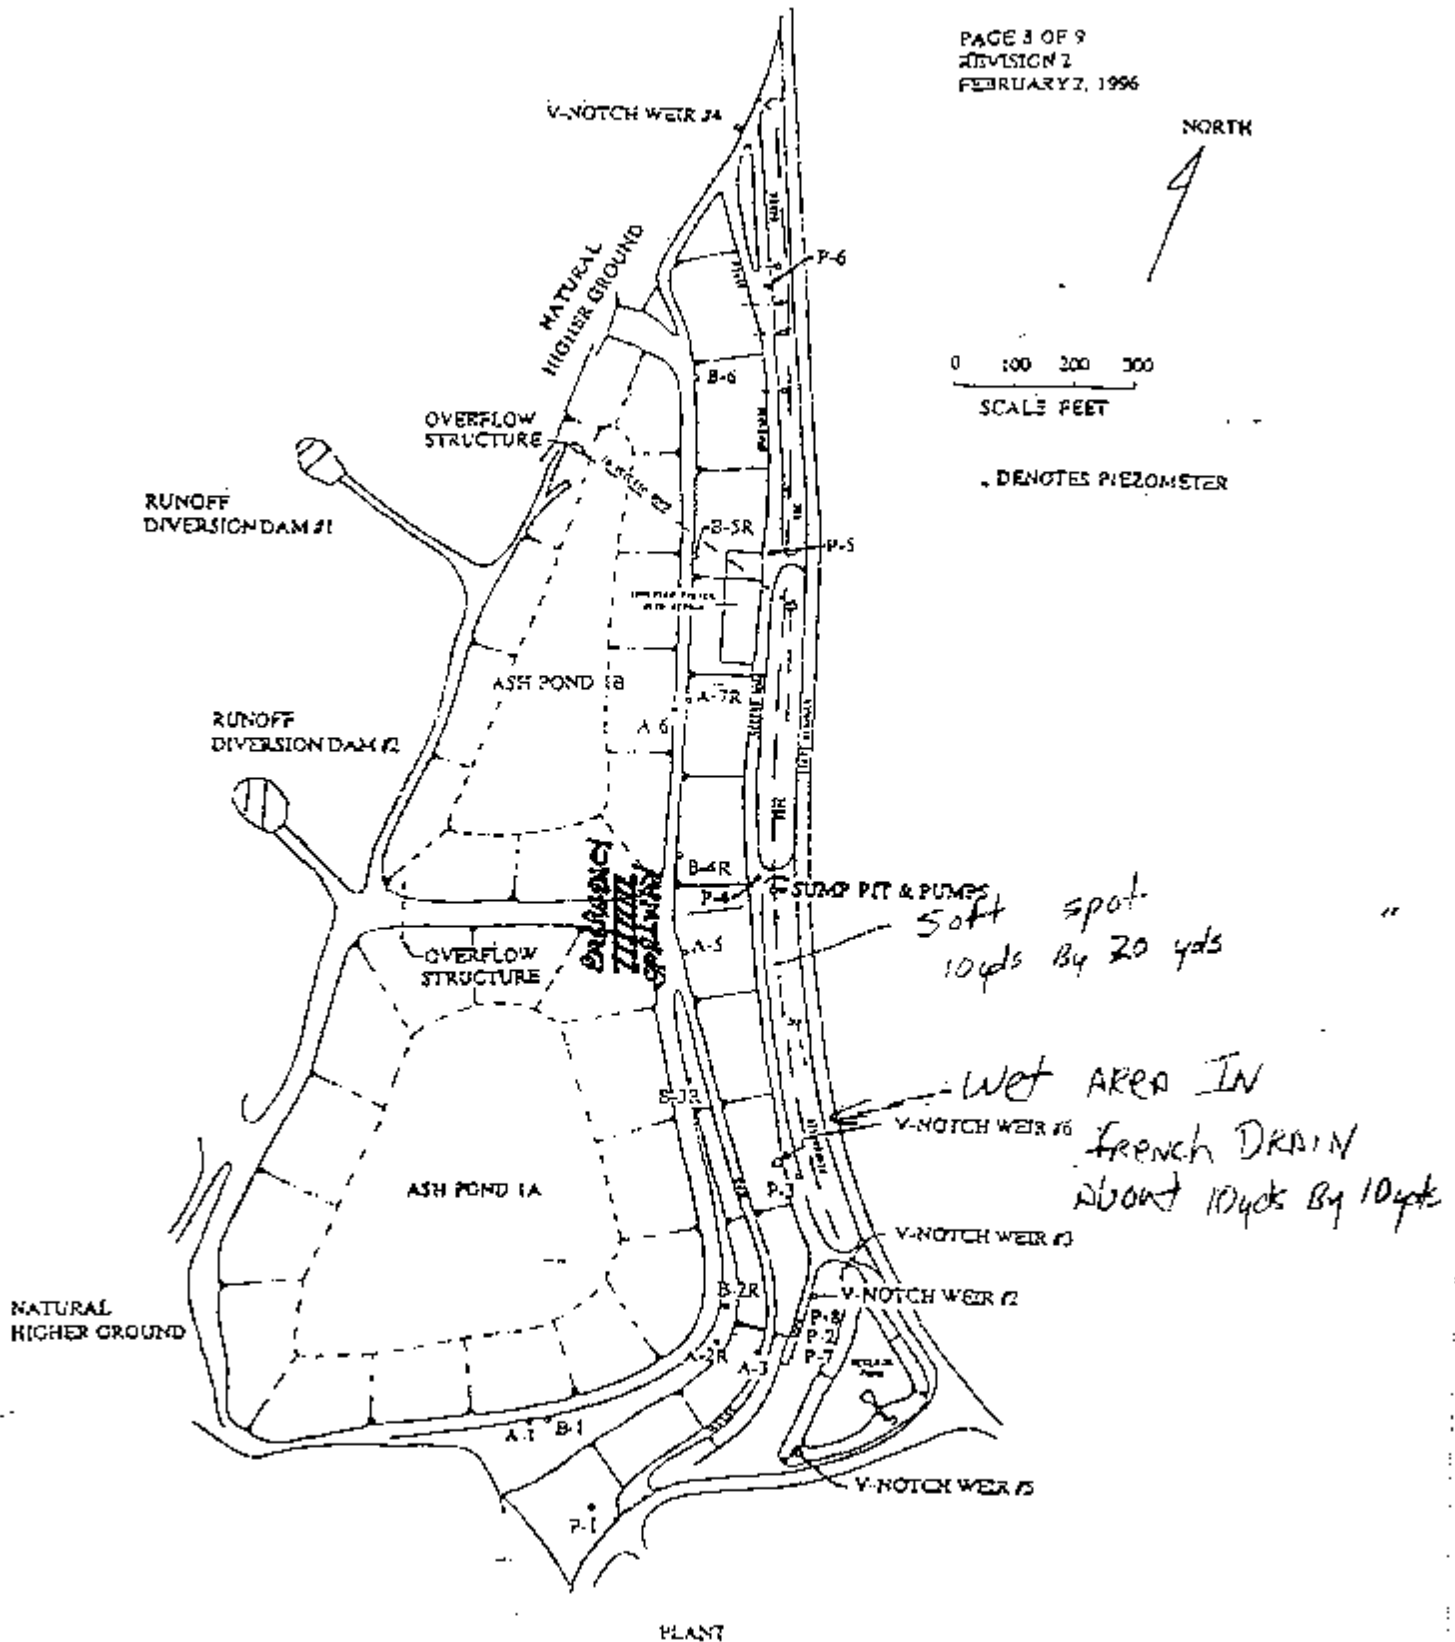 PAGE 3 OF 9
REVISION 2
FEBRUARY 2, 1996
V-NOTCH WEIR #4
NORTH
NATURAL
HIGHER GROUND
P-6
0 100 200 300
SCALE FEET
B-6
OVERFLOW
STRUCTURE
. DENOTES PIEZOMETER
RUNOFF
DIVERSION DAM #1
B-5R
P-5
ASH POND 1B
A-7R
A-6
RUNOFF
DIVERSION DAM #2
EMERGENCY
SPILLWAY
B-4R
P-4
SUMP PIT & PUMPS
Soft spot
10yds By 20 yds
A-5
OVERFLOW
STRUCTURE
Wet AReA IN
french DRAIN
About 10yds By 10yds
B-3R
V-NOTCH WEIR #6
P-3
ASH POND 1A
V-NOTCH WEIR #3
B-2R
V-NOTCH WEIR #2
P-8
P-2
P-7
NATURAL
HIGHER GROUND
A-2R
A-3
A-1
B-1
V-NOTCH WEIR #5
P-1
PLANT